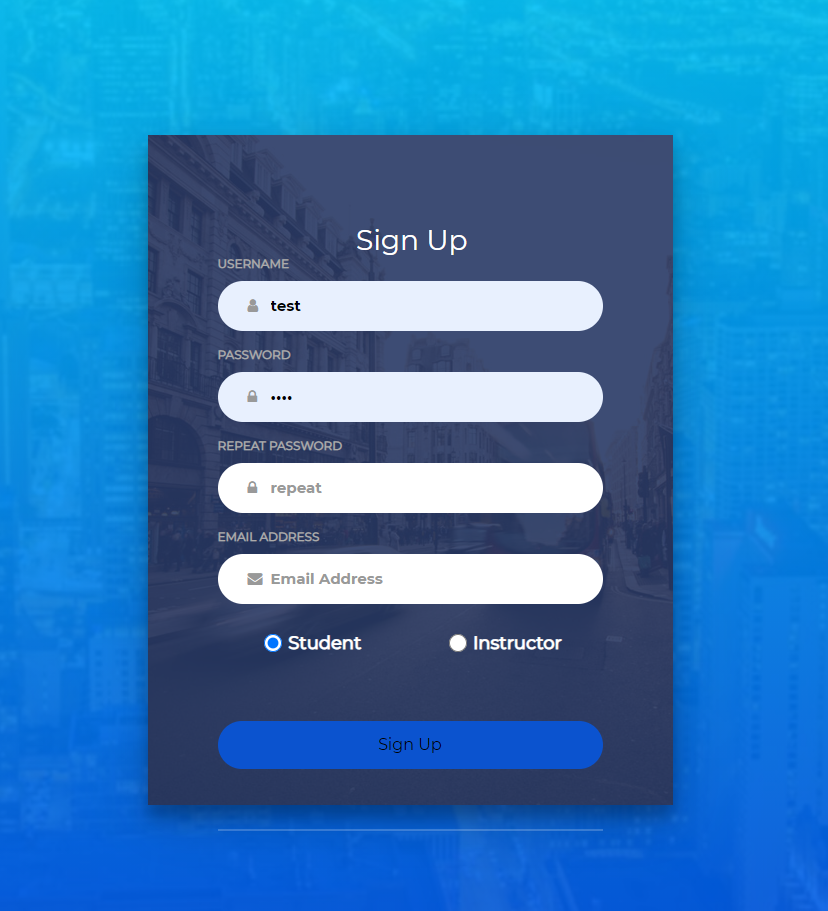 Sign Up
USERNAME
test
PASSWORD
••••
REPEAT PASSWORD
repeat
EMAIL ADDRESS
Email Address
Student Instructor
Sign Up